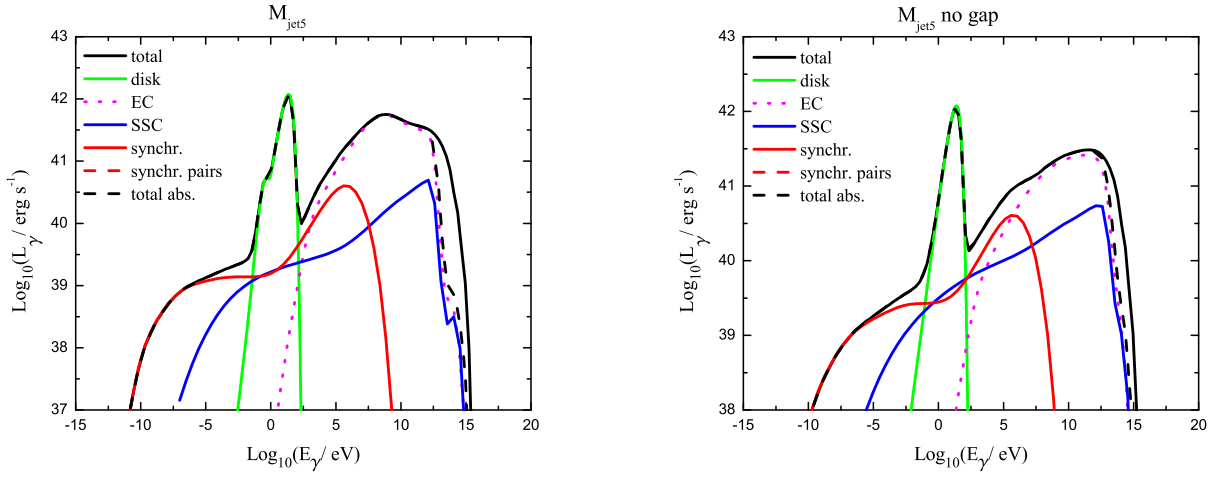 M_jet5
43
42
41
40
39
38
37
-15
-10
-5
0
5
10
15
20
total
disk
EC
SSC
synchr.
synchr. pairs
total abs.
Log10(Lγ / erg s-1)
Log10(Eγ/ eV)
M_jet5 no gap
43
42
41
40
39
38
-15
-10
-5
0
5
10
15
20
total
disk
EC
SSC
synchr.
synchr. pairs
total abs.
Log10(Lγ / erg s-1)
Log10(Eγ/ eV)